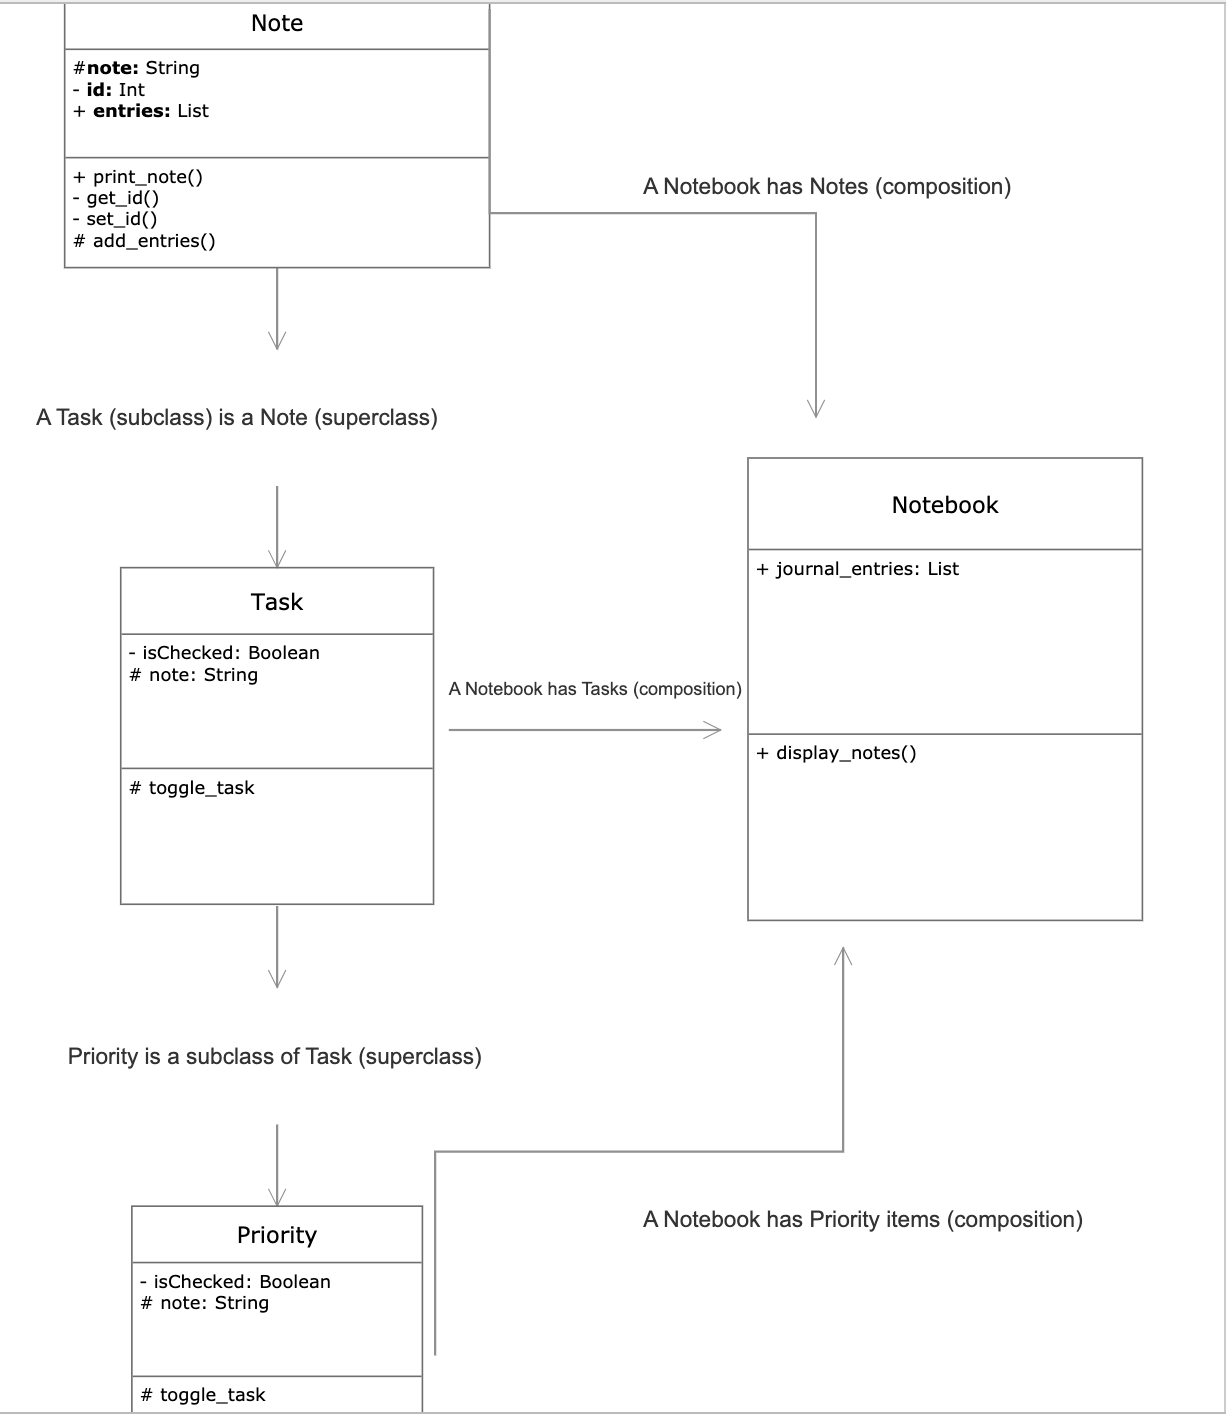 Note
#note: String
- id: Int
+ entries: List
+ print_note()
- get_id()
- set_id()
# add_entries()
A Notebook has Notes (composition)
A Task (subclass) is a Note (superclass)
Notebook
+ journal_entries: List
+ display_notes()
Task
- isChecked: Boolean
# note: String
# toggle_task
A Notebook has Tasks (composition)
Priority is a subclass of Task (superclass)
Priority
- isChecked: Boolean
# note: String
# toggle_task
A Notebook has Priority items (composition)